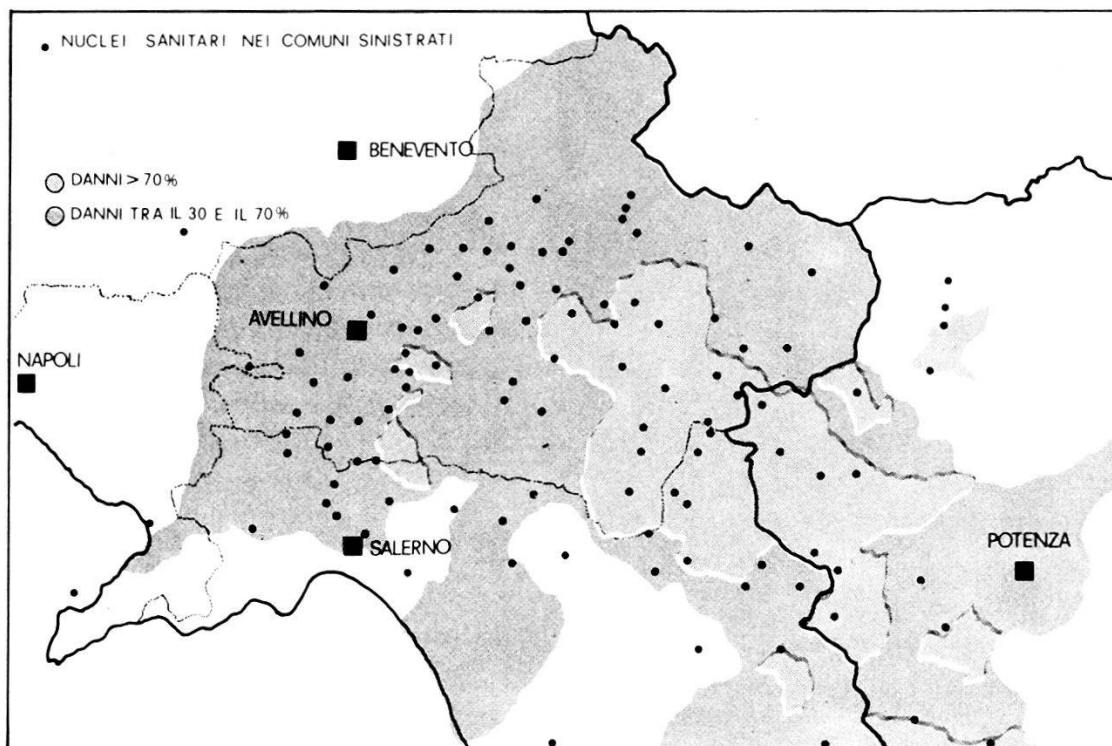 NUCLEI SANITARI NEI COMUNI SINISTRATI
BENEVENTO
DANNI > 70%
DANNI TRA IL 30 E IL 70%
AVELLINO
NAPOLI
SALERNO
POTENZA